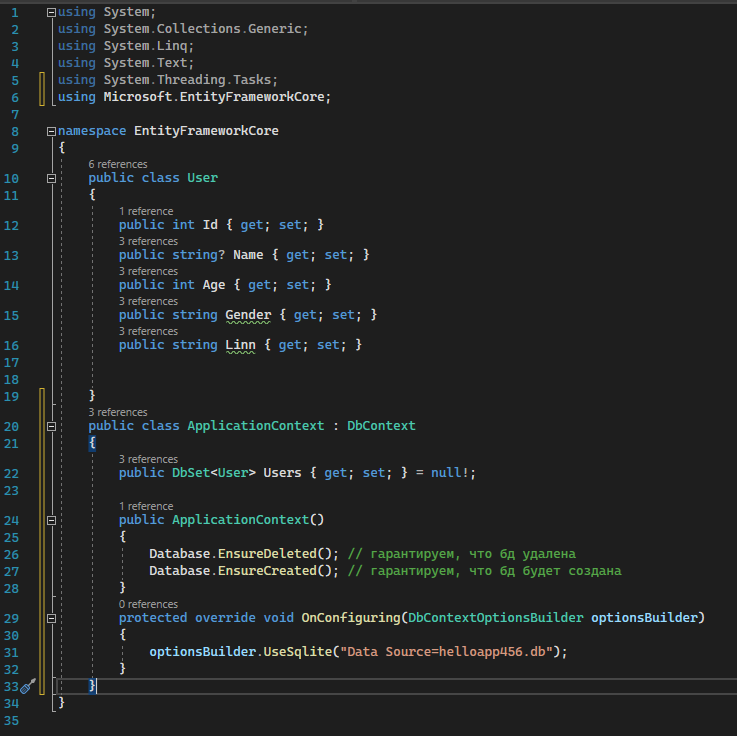 1 using System;
2 using System.Collections.Generic;
3 using System.Linq;
4 using System.Text;
5 using System.Threading.Tasks;
6 using Microsoft.EntityFrameworkCore;
7
8 namespace EntityFrameworkCore
9 {
6 references
10 public class User
11 {
1 reference
12 public int Id { get; set; }
3 references
13 public string? Name { get; set; }
3 references
14 public int Age { get; set; }
3 references
15 public string Gender { get; set; }
3 references
16 public string Linn { get; set; }
17
18
19 }
3 references
20 public class ApplicationContext : DbContext
21 {
3 references
22 public DbSet<User> Users { get; set; } = null!;
23
1 reference
24 public ApplicationContext()
25 {
26 Database.EnsureDeleted(); // гарантируем, что бд удалена
27 Database.EnsureCreated(); // гарантируем, что бд будет создана
28 }
0 references
29 protected override void OnConfiguring(DbContextOptionsBuilder optionsBuilder)
30 {
31 optionsBuilder.UseSqlite("Data Source=helloapp456.db");
32 }
33 }
34 }
35